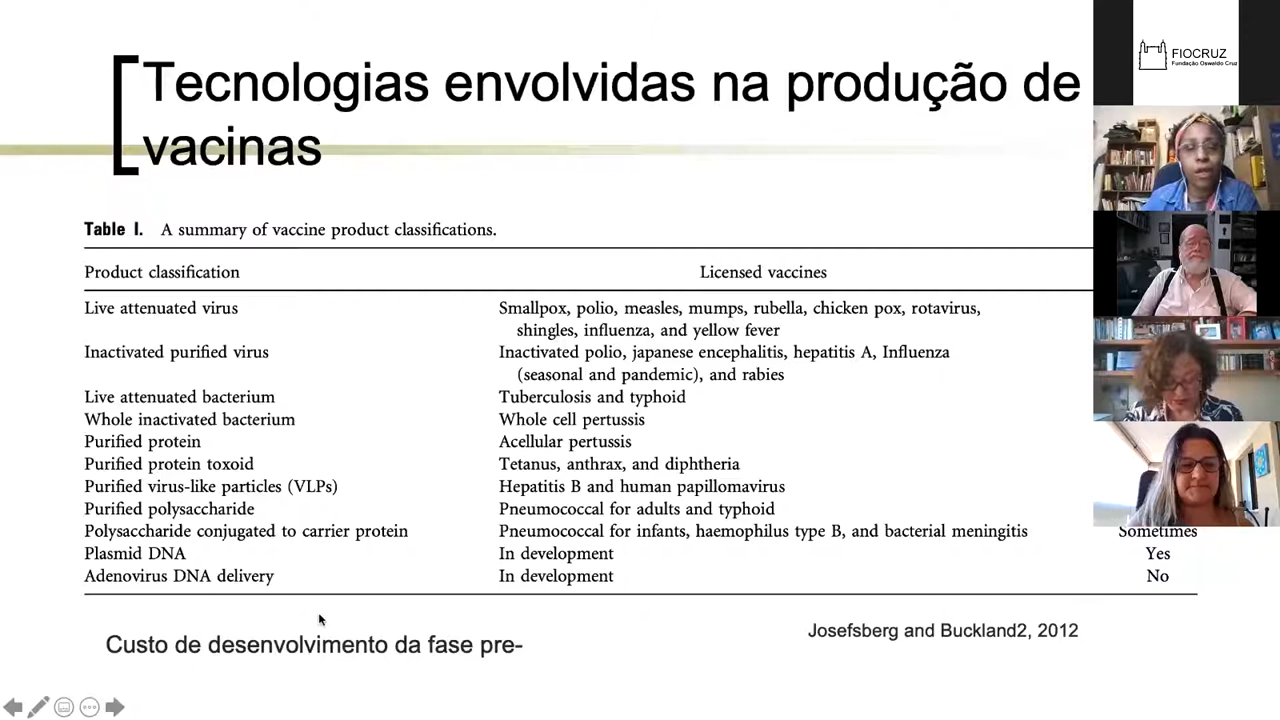 Tecnologias envolvidas na produção de
vacinas
FIOCRUZ
Fundação Oswaldo Cruz
Table I. A summary of vaccine product classifications.
Product classification Licensed vaccines
Live attenuated virus Smallpox, polio, measles, mumps, rubella, chicken pox, rotavirus,
shingles, influenza, and yellow fever
Inactivated purified virus Inactivated polio, japanese encephalitis, hepatitis A, Influenza
(seasonal and pandemic), and rabies
Live attenuated bacterium Tuberculosis and typhoid
Whole inactivated bacterium Whole cell pertussis
Purified protein Acellular pertussis
Purified protein toxoid Tetanus, anthrax, and diphtheria
Purified virus-like particles (VLPs) Hepatitis B and human papillomavirus
Purified polysaccharide Pneumococcal for adults and typhoid
Polysaccharide conjugated to carrier protein Pneumococcal for infants, haemophilus type B, and bacterial meningitis Sometimes
Plasmid DNA In development Yes
Adenovirus DNA delivery In development No
Josefsberg and Buckland2, 2012
Custo de desenvolvimento da fase pre-